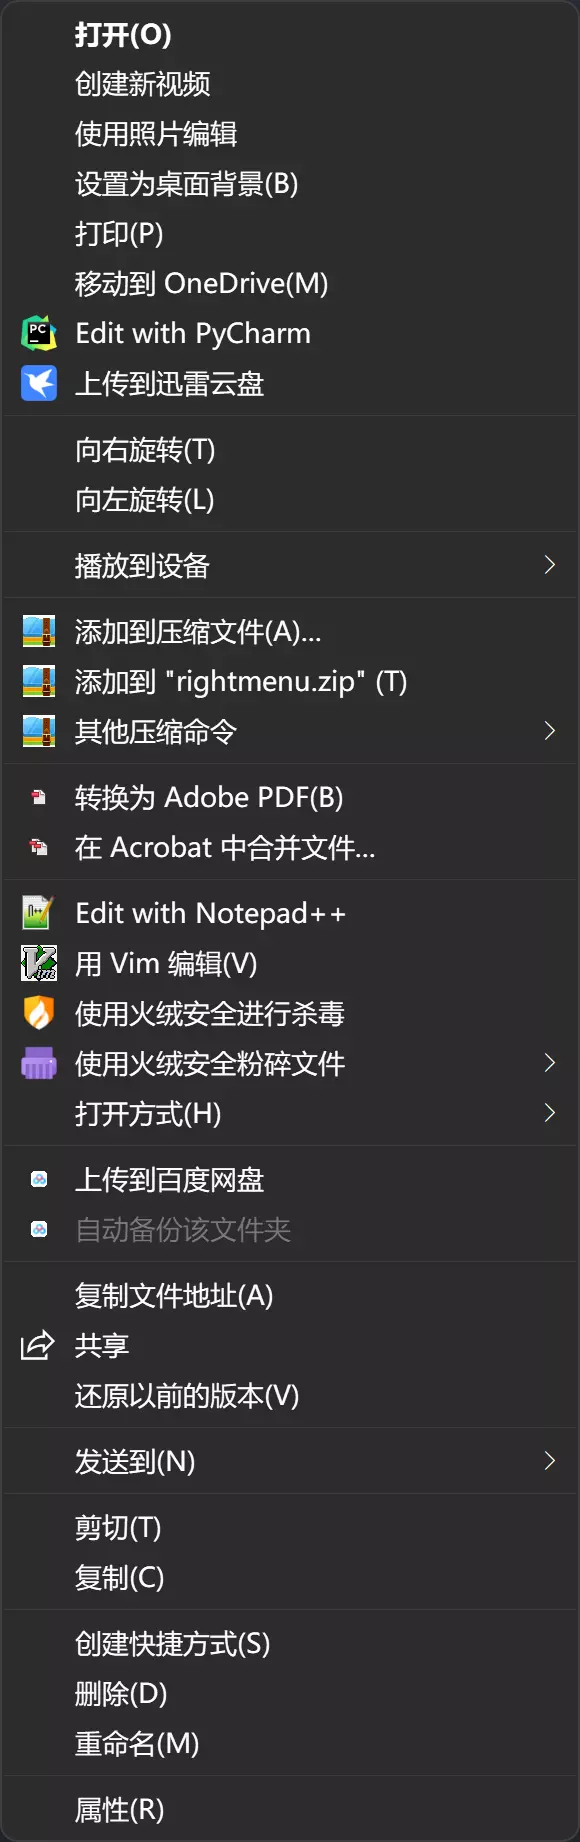 打开(O)
创建新视频
使用照片编辑
设置为桌面背景(B)
打印(P)
移动到 OneDrive(M)
Edit with PyCharm
上传到迅雷云盘
向右旋转(T)
向左旋转(L)
播放到设备
添加到压缩文件(A)...
添加到 "rightmenu.zip" (T)
其他压缩命令
转换为 Adobe PDF(B)
在 Acrobat 中合并文件...
Edit with Notepad++
用 Vim 编辑(V)
使用火绒安全进行杀毒
使用火绒安全粉碎文件
打开方式(H)
上传到百度网盘
自动备份该文件夹
复制文件地址(A)
共享
还原以前的版本(V)
发送到(N)
剪切(T)
复制(C)
创建快捷方式(S)
删除(D)
重命名(M)
属性(R)